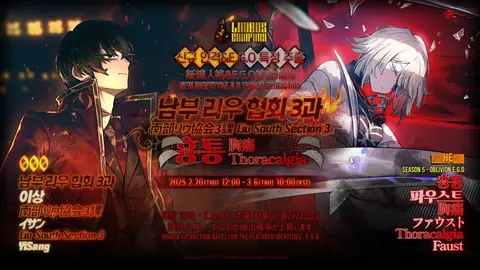 LIMBUS
COMPANY
남부 리우 협회 3과
南部リウ協会3課 Liu South Section 3
흉통 胸痛
Thoracalgia
2025.2.20(THU) 12:00 - 3.6(THU) 10:00(KST)
HIGHER EXTRACTION RATES FOR THE FEATURED IDENTITIES · E.G.O
000
남부 리우 협회 3과
이상
南部リウ協会3課
イサン
Liu South Section 3
YiSang
HE
SEASON 5 - OBLIVION E.G.O
흉통
파우스트
胸痛
ファウスト
Thoracalgia
Faust